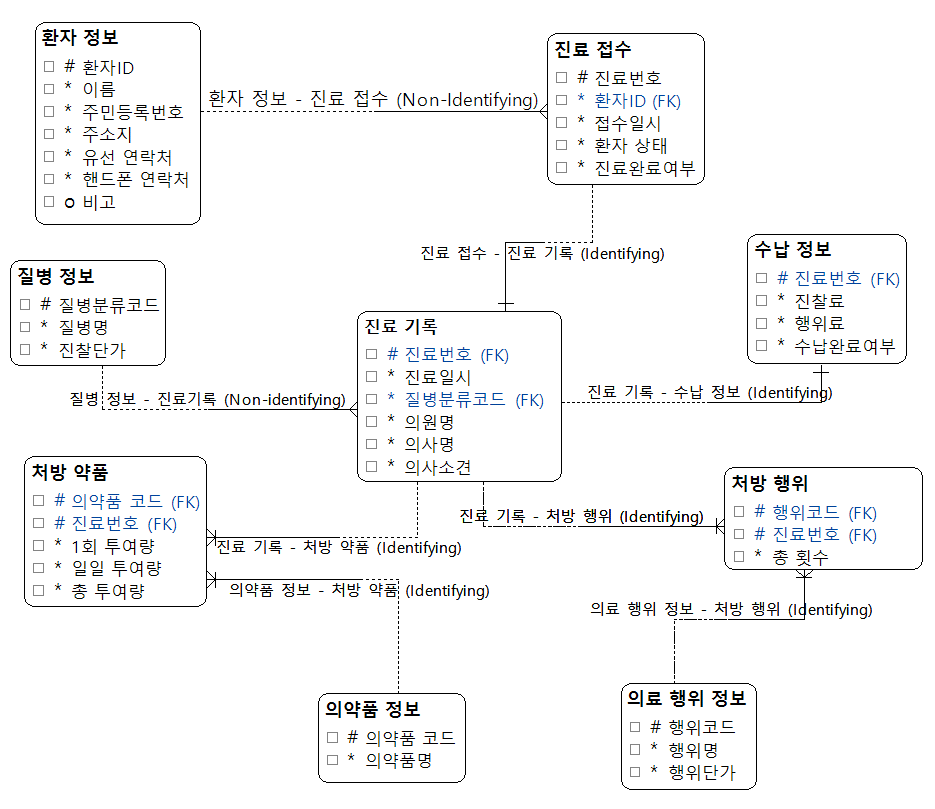 환자 정보
# 환자ID
* 이름
* 주민등록번호
* 주소지
* 유선 연락처
* 핸드폰 연락처
o 비고
환자 정보 - 진료 접수 (Non-Identifying)
진료 접수
# 진료번호
* 환자ID (FK)
* 접수일시
* 환자 상태
* 진료완료여부
진료 접수 - 진료 기록 (Identifying)
질병 정보
# 질병분류코드
* 질병명
* 진찰단가
수납 정보
# 진료번호 (FK)
* 진찰료
* 행위료
* 수납완료여부
진료 기록
# 진료번호 (FK)
* 진료일시
* 질병분류코드 (FK)
* 의원명
* 의사명
* 의사소견
질병 정보 - 진료기록 (Non-identifying)
진료 기록 - 수납 정보 (Identifying)
처방 약품
# 의약품 코드 (FK)
# 진료번호 (FK)
* 1회 투여량
* 일일 투여량
* 총 투여량
진료 기록 - 처방 행위 (Identifying)
처방 행위
# 행위코드 (FK)
# 진료번호 (FK)
* 총 횟수
진료 기록 - 처방 약품 (Identifying)
의약품 정보 - 처방 약품 (Identifying)
의료 행위 정보 - 처방 행위 (Identifying)
의약품 정보
# 의약품 코드
* 의약품명
의료 행위 정보
# 행위코드
* 행위명
* 행위단가